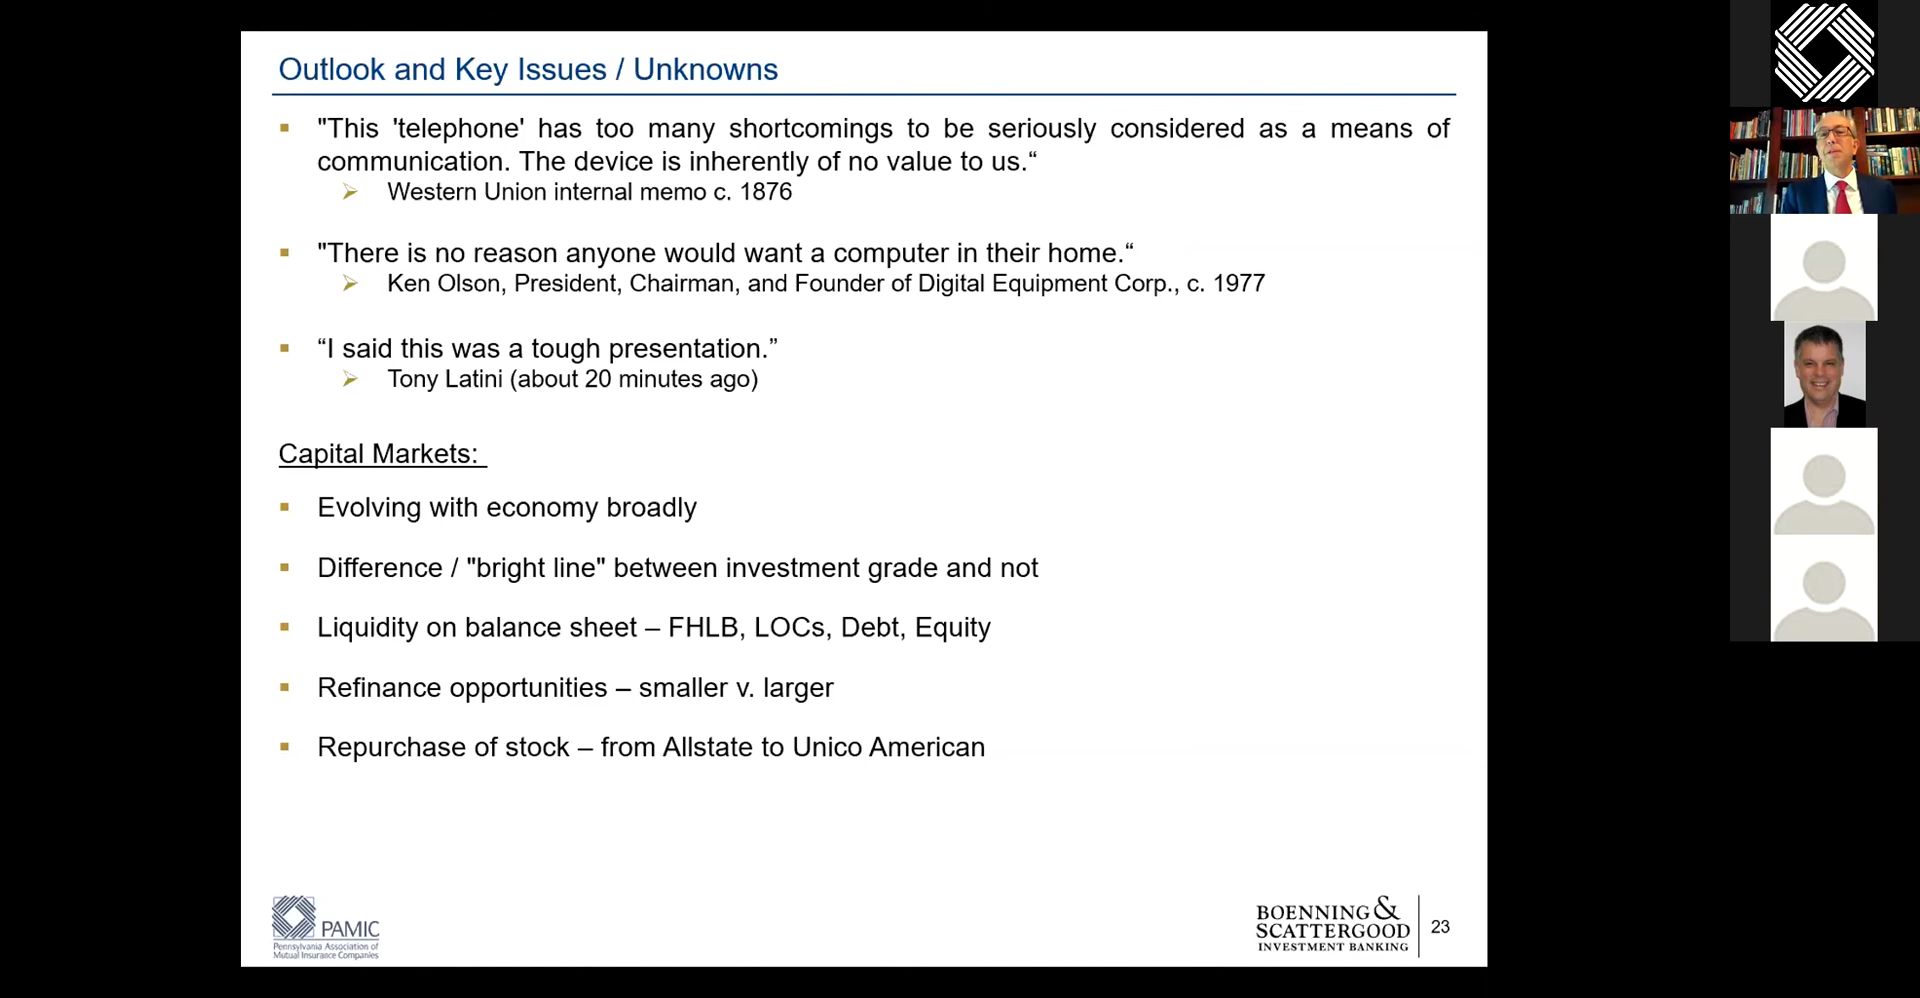 Outlook and Key Issues / Unknowns
"This 'telephone' has too many shortcomings to be seriously considered as a means of
communication. The device is inherently of no value to us.“
Western Union internal memo c. 1876
"There is no reason anyone would want a computer in their home.“
Ken Olson, President, Chairman, and Founder of Digital Equipment Corp., c. 1977
“I said this was a tough presentation.”
Tony Latini (about 20 minutes ago)
Capital Markets:
Evolving with economy broadly
Difference / "bright line" between investment grade and not
Liquidity on balance sheet – FHLB, LOCs, Debt, Equity
Refinance opportunities – smaller v. larger
Repurchase of stock – from Allstate to Unico American
PAMIC
Pennsylvania Association of
Mutual Insurance Companies
BOENNING &
SCATTERGOOD
INVESTMENT BANKING
23